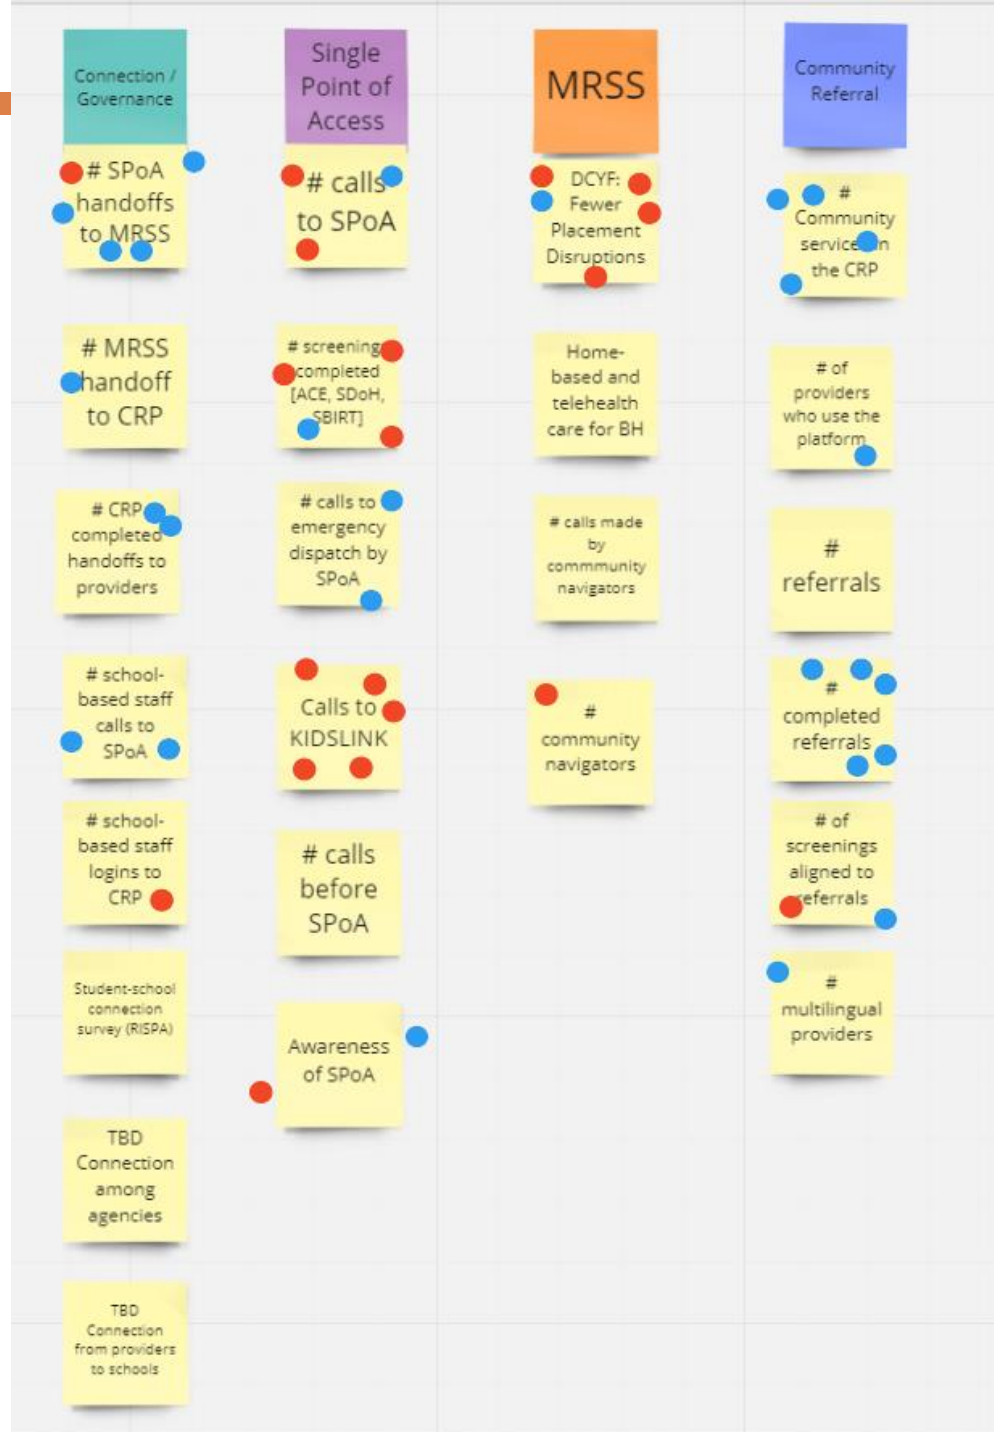 Connection /
Governance
# SPoA
handoffs
to MRSS
# MRSS
handoff
to CRP
# CRP
completed
handoffs to
providers
# school-
based staff
calls to
SPoA
# school-
based staff
logins to
CRP
Student-school
connection
survey (RISPA)
TBD
Connection
among
agencies
TBD
Connection
from providers
to schools
Single
Point of
Access
# calls
to SPoA
# screening
completed
[ACE, SDoH,
SBIRT]
# calls to
emergency
dispatch by
SPoA
Calls to
KIDSLINK
# calls
before
SPoA
Awareness
of SPoA
MRSS
DCYF:
Fewer
Placement
Disruptions
Home-
based and
telehealth
care for BH
# calls made
by
commmunity
navigators
#
community
navigators
Community
Referral
#
Community
services in
the CRP
# of
providers
who use the
platform
#
referrals
#
completed
referrals
# of
screenings
aligned to
referrals
#
multilingual
providers